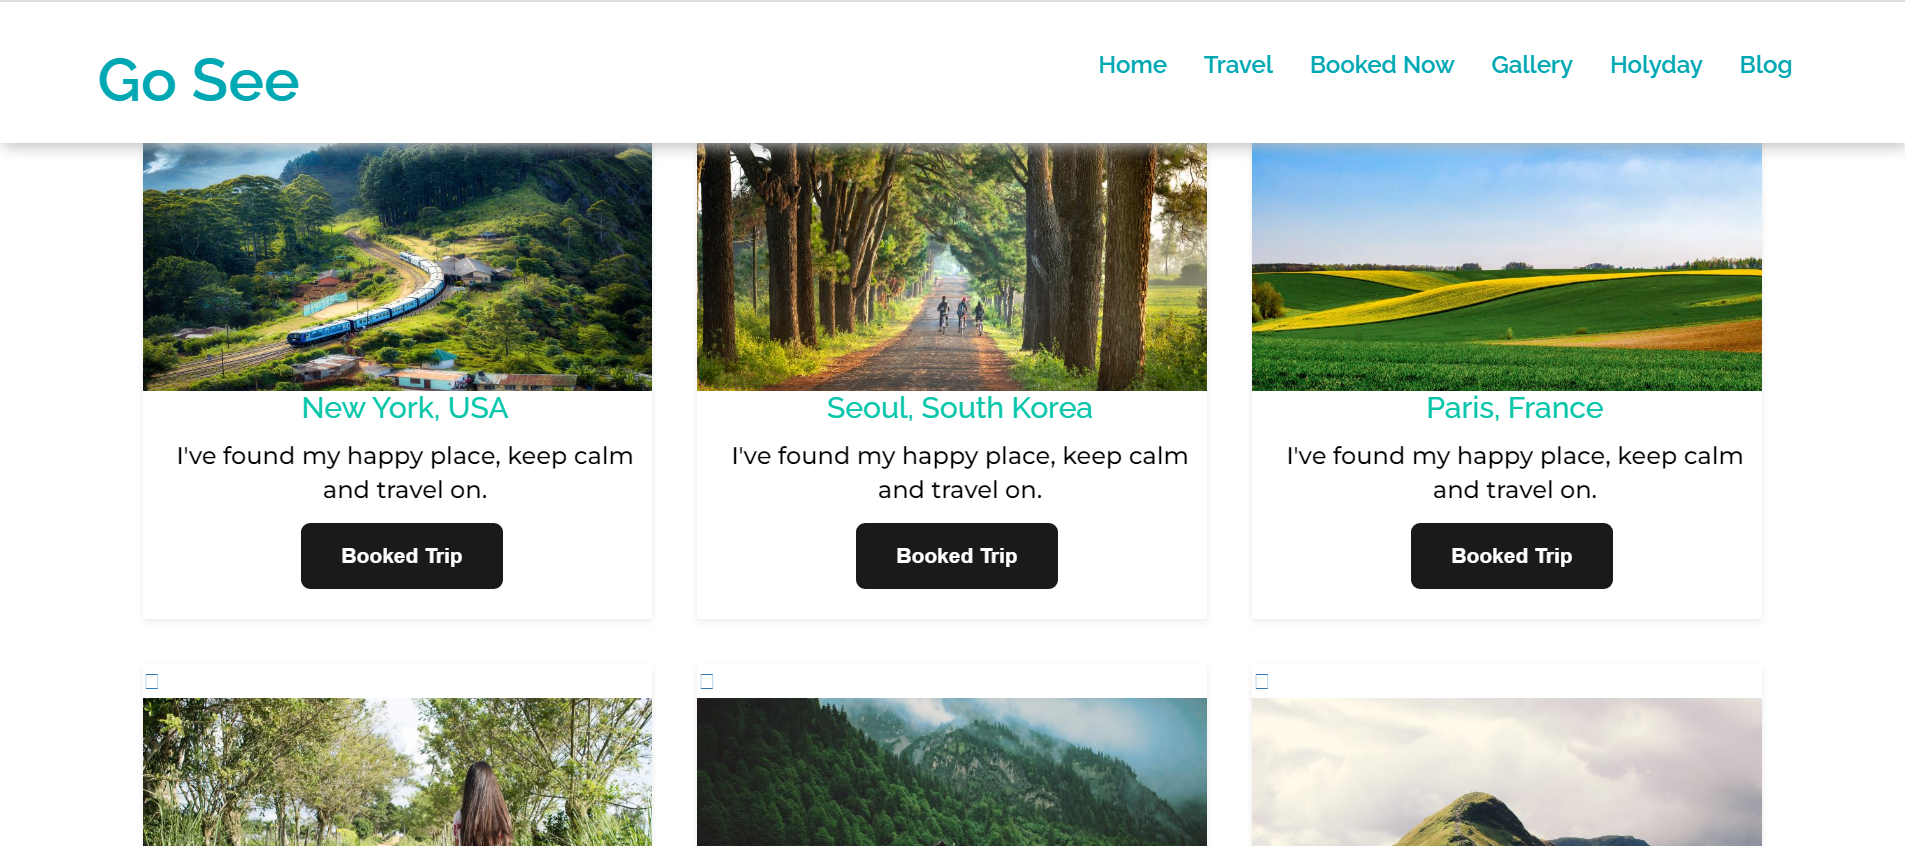 Go See
Home Travel Booked Now Gallery Holyday Blog
New York, USA
I've found my happy place, keep calm
and travel on.
Booked Trip
Seoul, South Korea
I've found my happy place, keep calm
and travel on.
Booked Trip
Paris, France
I've found my happy place, keep calm
and travel on.
Booked Trip